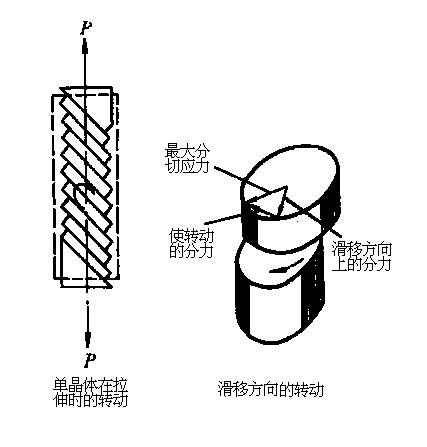 P
最大分
切应力
使转动
的分力
滑移方向
上的分力
P
单晶体在拉
伸时的转动
滑移方向的转动